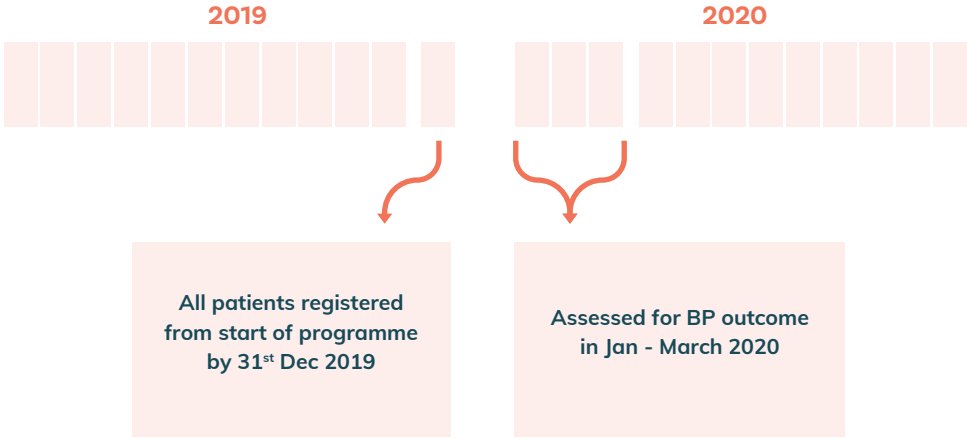 2019
2020
All patients registered
from start of programme
by 31st Dec 2019
Assessed for BP outcome
in Jan - March 2020